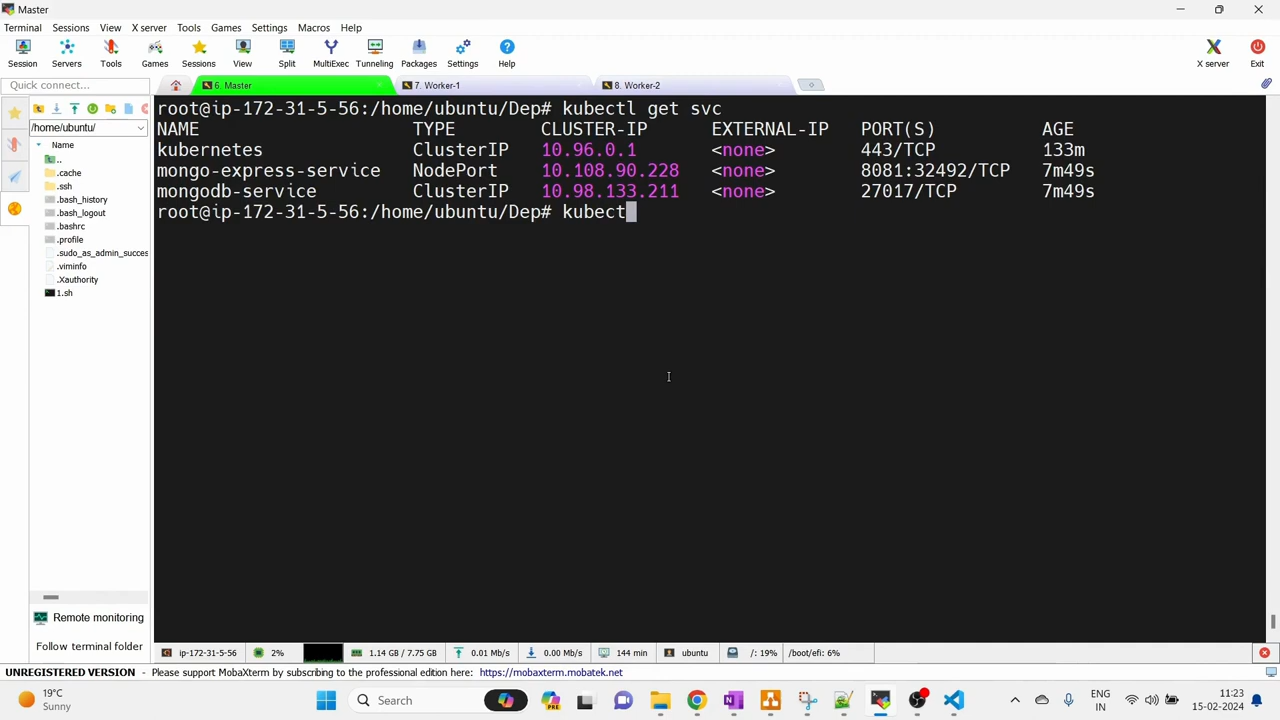 Master
Terminal Sessions View X server Tools Games Settings Macros Help
Session Servers Tools Games Sessions View Split MultiExec Tunneling Packages Settings Help X server Exit
Quick connect... 6. Master 7. Worker-1 8. Worker-2
/home/ubuntu/
Name
..
.cache
.ssh
.bash_history
.bash_logout
.bashrc
.profile
.sudo_as_admin_succes
.viminfo
.Xauthority
1.sh
Remote monitoring
Follow terminal folder
root@ip-172-31-5-56:/home/ubuntu/Dep# kubectl get svc
NAME TYPE CLUSTER-IP EXTERNAL-IP PORT(S) AGE
kubernetes ClusterIP 10.96.0.1 <none> 443/TCP 133m
mongo-express-service NodePort 10.108.90.228 <none> 8081:32492/TCP 7m49s
mongodb-service ClusterIP 10.98.133.211 <none> 27017/TCP 7m49s
root@ip-172-31-5-56:/home/ubuntu/Dep# kubect
ip-172-31-5-56 2% 1.14 GB / 7.75 GB 0.01 Mb/s 0.00 Mb/s 144 min ubuntu /: 19% /boot/efi: 6%
UNREGISTERED VERSION - Please support MobaXterm by subscribing to the professional edition here: https://mobaxterm.mobatek.net
19°C
Sunny
Search
PRE
ENG
IN
11:23
15-02-2024